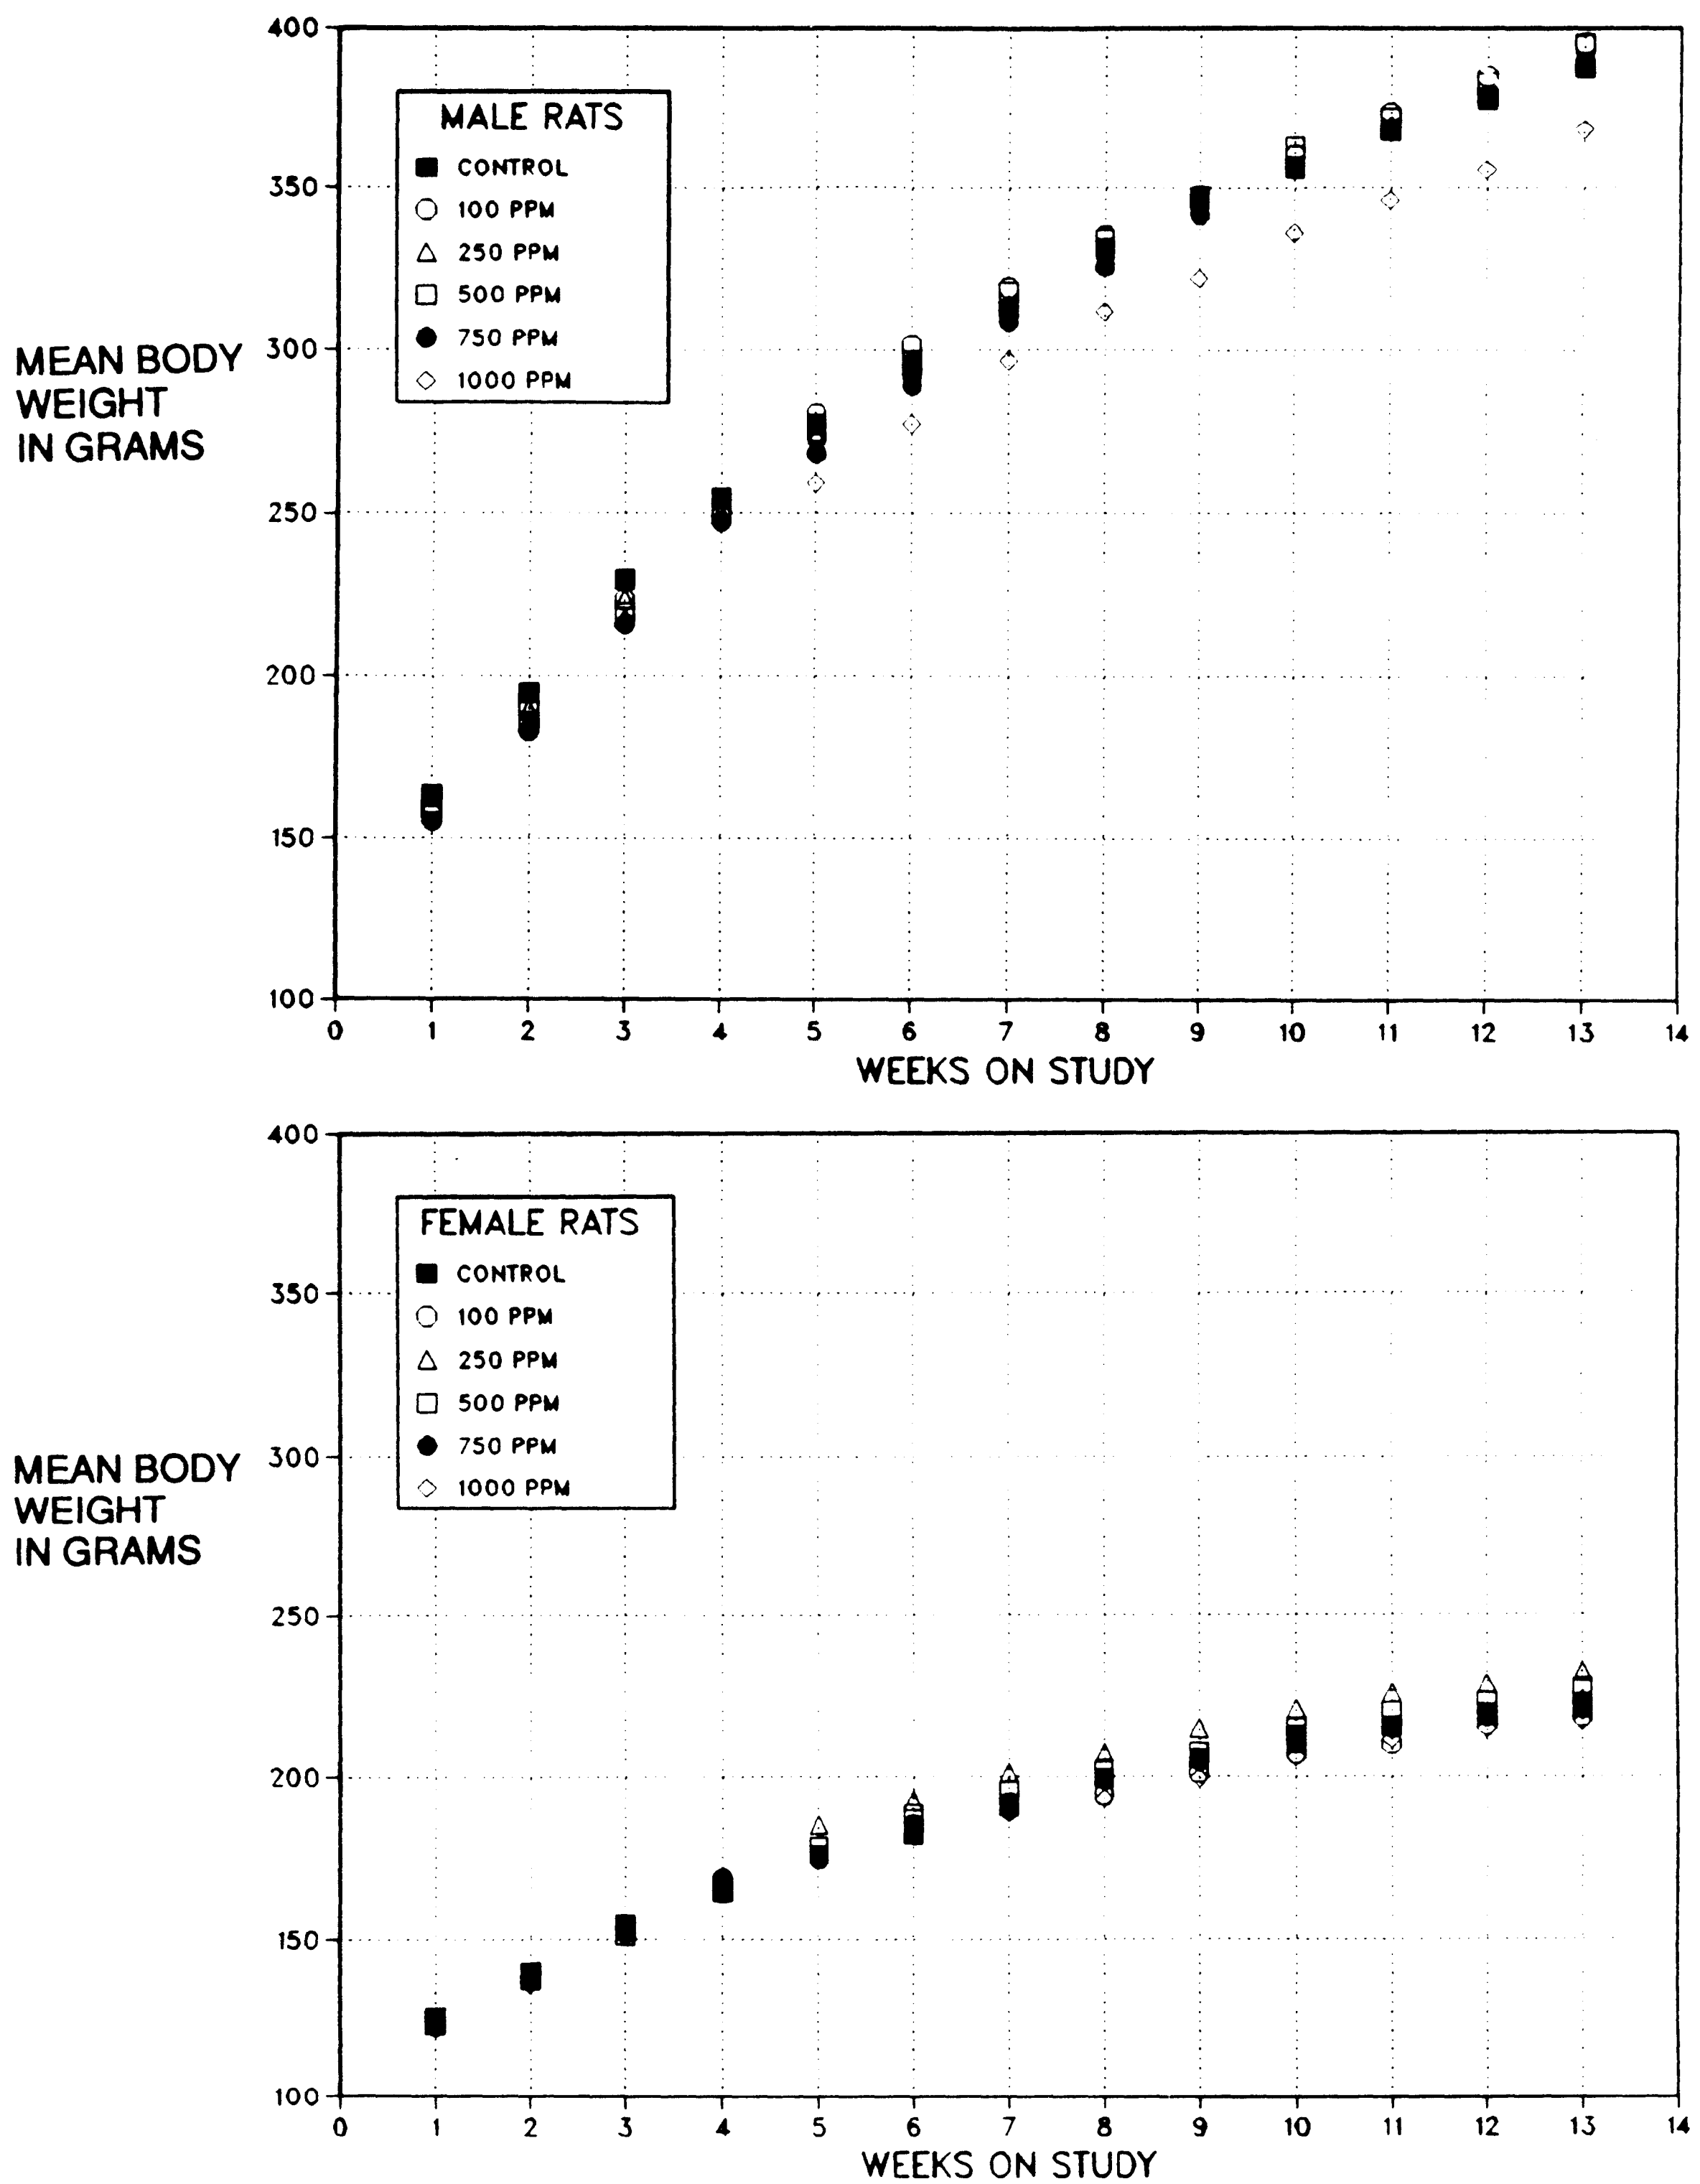 400
MALE RATS
CONTROL
350
100 PPM
250 PPM
500 PPM
750 PPM
1000 PPM
MEAN BODY
WEIGHT
IN GRAMS
300
250
200
150
100
0 1 2 3 4 5 6 7 8 9 10 11 12 13 14
WEEKS ON STUDY
400
FEMALE RATS
CONTROL
350
100 PPM
250 PPM
500 PPM
750 PPM
1000 PPM
MEAN BODY
WEIGHT
IN GRAMS
300
250
200
150
100
0 1 2 3 4 5 6 7 8 9 10 11 12 13 14
WEEKS ON STUDY